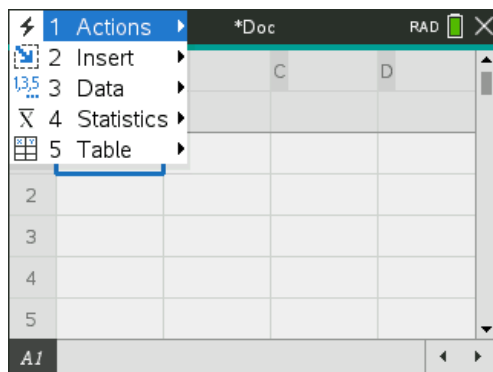 1 Actions *Doc RAD
2 Insert
1,3,5 3 Data C D
X 4 Statistics
X Y 5 Table
2
3
4
5
A1